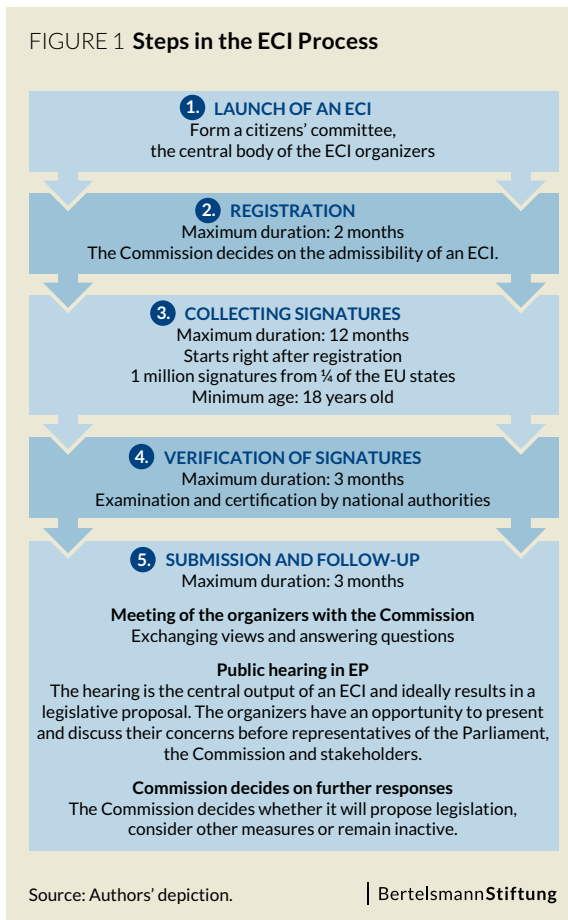 FIGURE 1 Steps in the ECI Process
1. LAUNCH OF AN ECI
Form a citizens' committee,
the central body of the ECI organizers
2. REGISTRATION
Maximum duration: 2 months
The Commission decides on the admissibility of an ECI.
3. COLLECTING SIGNATURES
Maximum duration: 12 months
Starts right after registration
1 million signatures from ¼ of the EU states
Minimum age: 18 years old
4. VERIFICATION OF SIGNATURES
Maximum duration: 3 months
Examination and certification by national authorities
5. SUBMISSION AND FOLLOW-UP
Maximum duration: 3 months
Meeting of the organizers with the Commission
Exchanging views and answering questions
Public hearing in EP
The hearing is the central output of an ECI and ideally results in a
legislative proposal. The organizers have an opportunity to present
and discuss their concerns before representatives of the Parliament,
the Commission and stakeholders.
Commission decides on further responses
The Commission decides whether it will propose legislation,
consider other measures or remain inactive.
Source: Authors' depiction.
BertelsmannStiftung